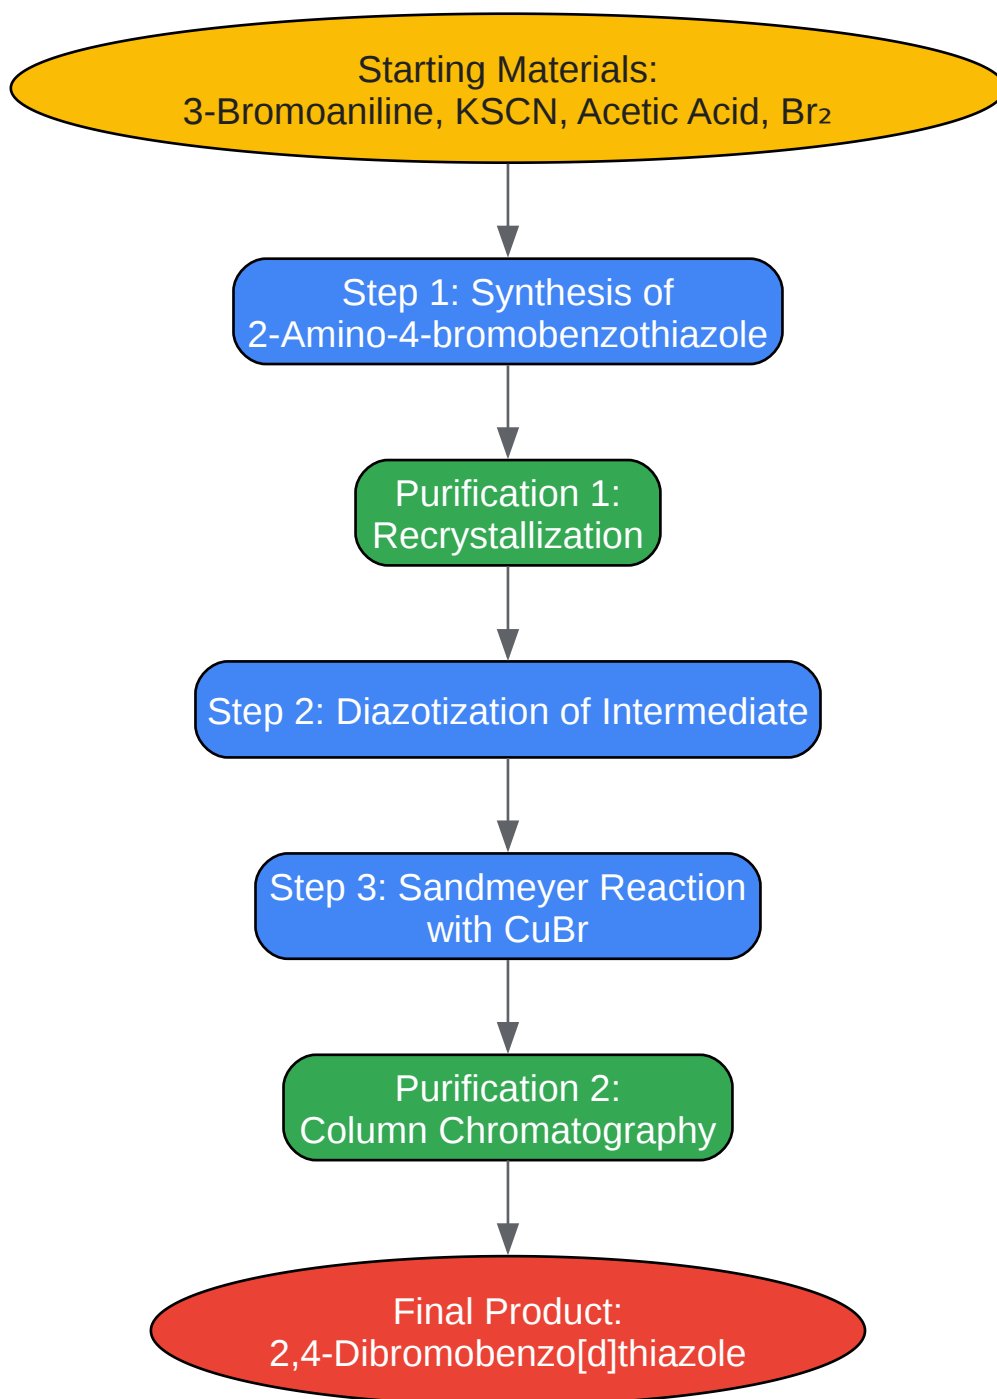 Starting Materials:
3-Bromoaniline, KSCN, Acetic Acid, Br₂
Step 1: Synthesis of
2-Amino-4-bromobenzothiazole
Purification 1:
Recrystallization
Step 2: Diazotization of Intermediate
Step 3: Sandmeyer Reaction
with CuBr
Purification 2:
Column Chromatography
Final Product:
2,4-Dibromobenzo[d]thiazole